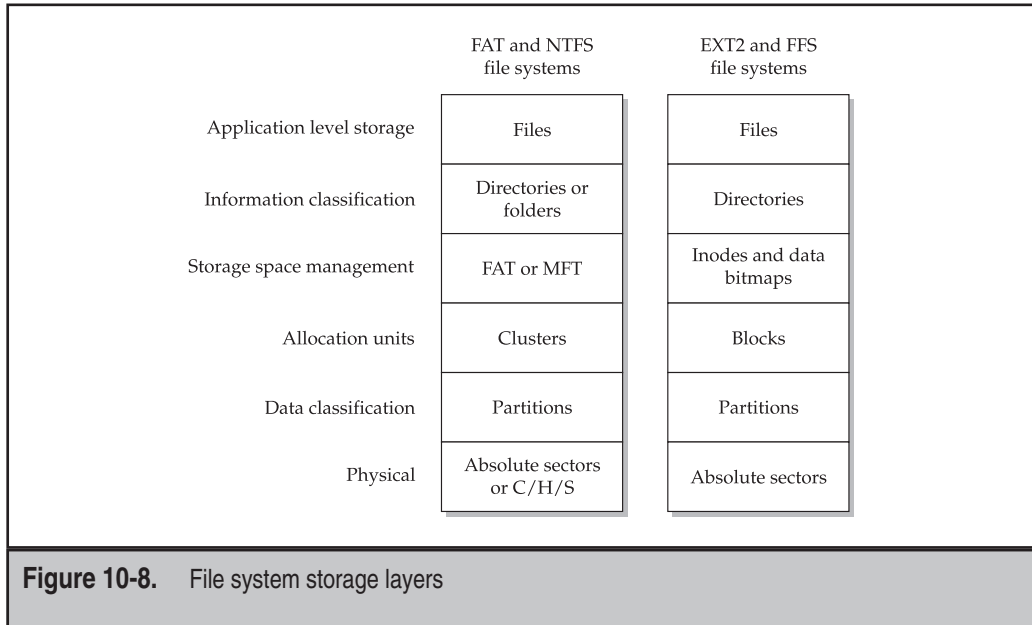 FAT and NTFS
file systems
EXT2 and FFS
file systems
Application level storage
Files
Files
Information classification
Directories or
folders
Directories
Storage space management
FAT or MFT
Inodes and data
bitmaps
Allocation units
Clusters
Blocks
Data classification
Partitions
Partitions
Physical
Absolute sectors
or C/H/S
Absolute sectors
Figure 10-8. File system storage layers